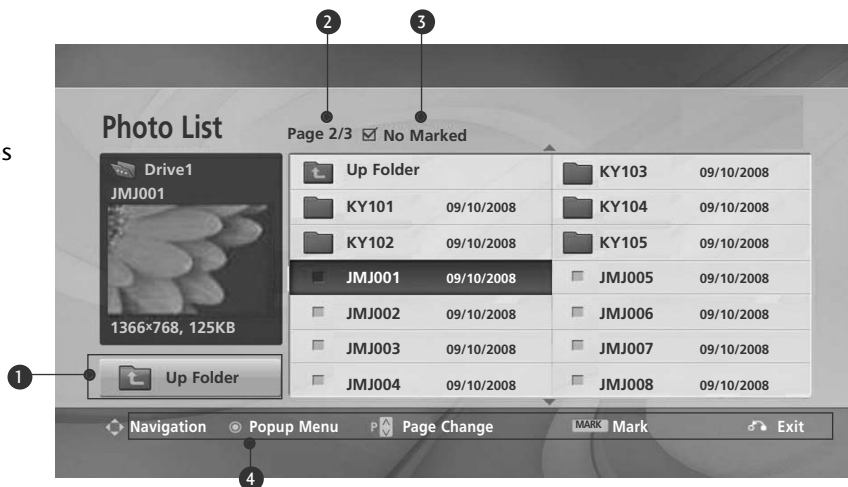 2 3
s
Photo List Page 2/3 No Marked
Drive1
JMJ001
1366×768, 125KB
Up Folder KY103 09/10/2008
KY101 09/10/2008 KY104 09/10/2008
KY102 09/10/2008 KY105 09/10/2008
JMJ001 09/10/2008 JMJ005 09/10/2008
JMJ002 09/10/2008 JMJ006 09/10/2008
JMJ003 09/10/2008 JMJ007 09/10/2008
JMJ004 09/10/2008 JMJ008 09/10/2008
1 Up Folder
Navigation Popup Menu P Page Change MARK Mark Exit
4